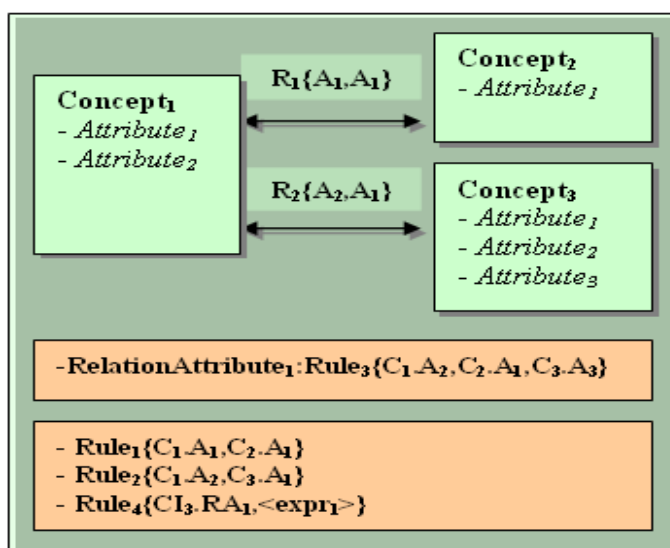 Concept₁
- Attribute₁
- Attribute₂
R₁{A₁,A₁}
Concept₂
- Attribute₁
R₂{A₂,A₁}
Concept₃
- Attribute₁
- Attribute₂
- Attribute₃
-RelationAttribute₁:Rule₃{C₁.A₂,C₂.A₁,C₃.A₃}
- Rule₁{C₁.A₁,C₂.A₁}
- Rule₂{C₁.A₂,C₃.A₁}
- Rule₄{CI₃.RA₁,<expr₁>}